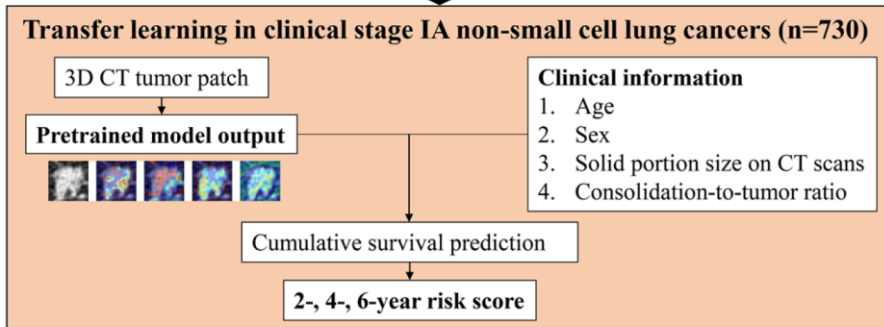 Transfer learning in clinical stage IA non-small cell lung cancers (n=730)
3D CT tumor patch
Pretrained model output
Clinical information
1. Age
2. Sex
3. Solid portion size on CT scans
4. Consolidation-to-tumor ratio
Cumulative survival prediction
2-, 4-, 6-year risk score